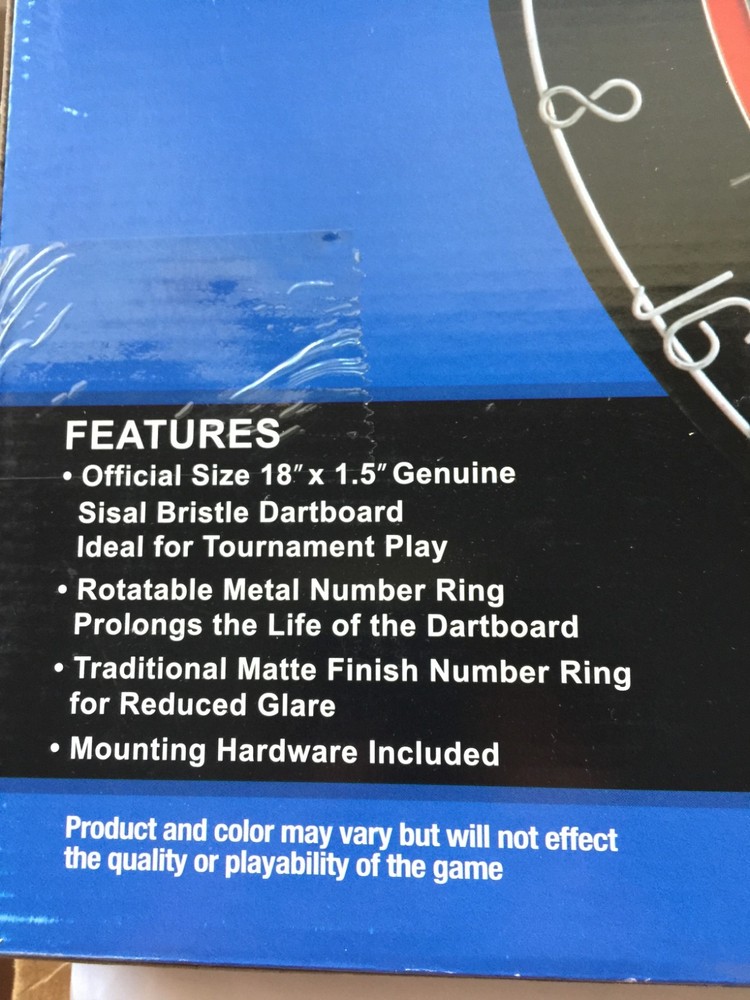 8
16
FEATURES
• Official Size 18" x 1.5" Genuine
Sisal Bristle Dartboard
Ideal for Tournament Play
• Rotatable Metal Number Ring
Prolongs the Life of the Dartboard
• Traditional Matte Finish Number Ring
for Reduced Glare
• Mounting Hardware Included
Product and color may vary but will not effect
the quality or playability of the game